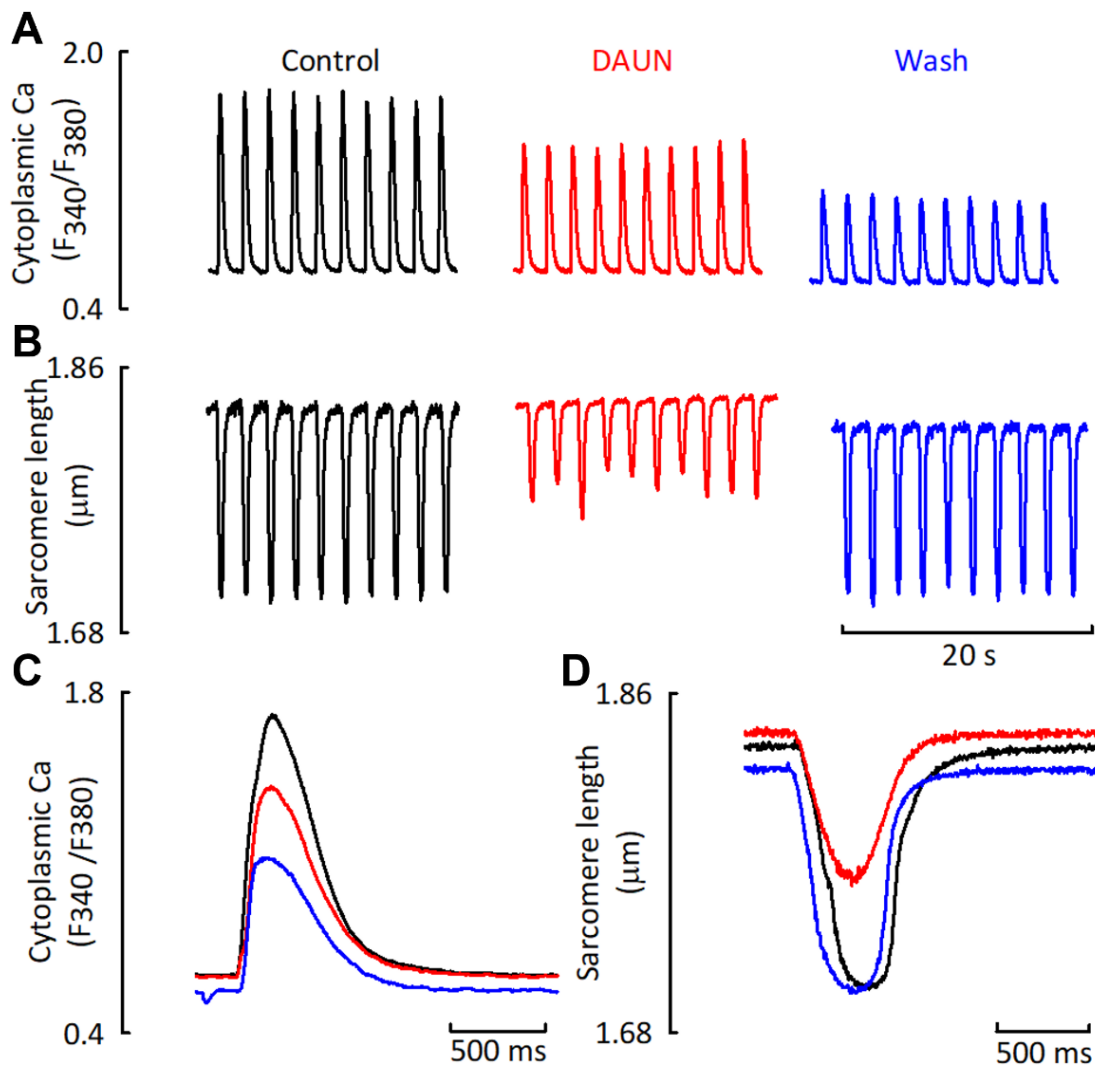 A
2.0
Control
DAUN
Wash
Cytoplasmic Ca
(F340/F380)
0.4
B
1.86
Sarcomere length
(μm)
1.68
20 s
C
1.8
Cytoplasmic Ca
(F340 /F380)
0.4
500 ms
D
1.86
Sarcomere length
(μm)
1.68
500 ms